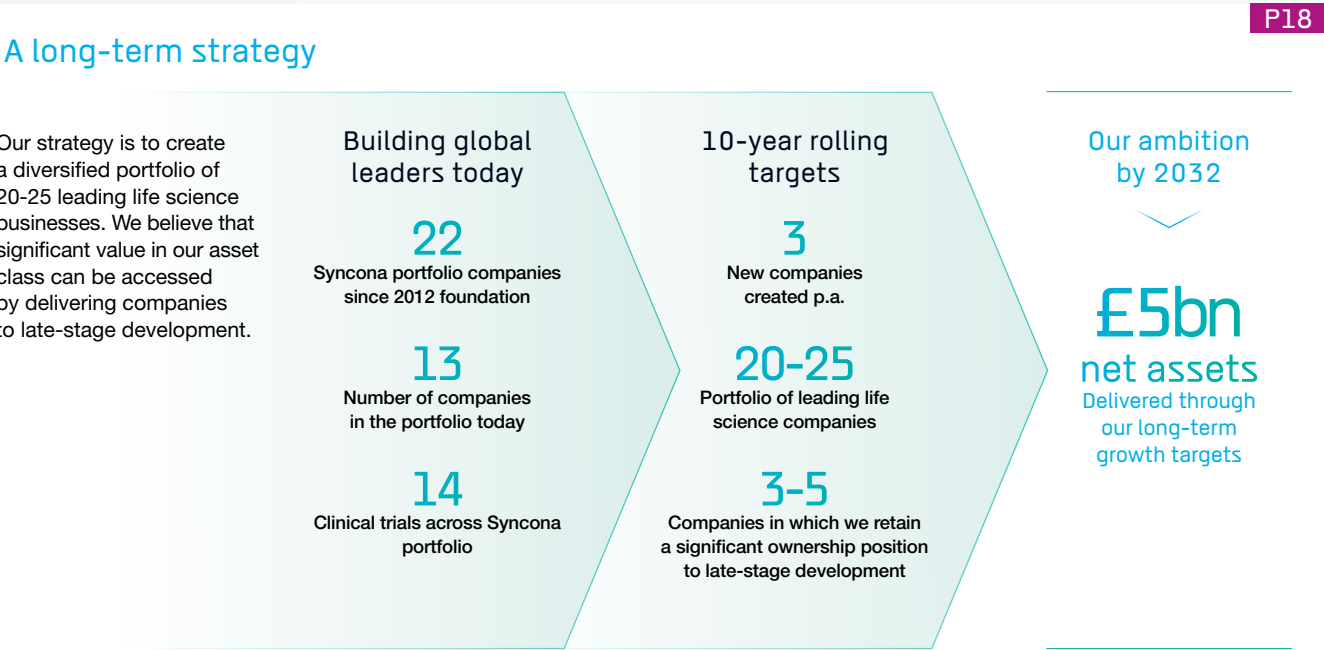 P18
A long-term strategy
Our strategy is to create
a diversified portfolio of
20-25 leading life science
businesses. We believe that
significant value in our asset
class can be accessed
by delivering companies
to late-stage development.
Building global
leaders today
22
Syncona portfolio companies
since 2012 foundation
13
Number of companies
in the portfolio today
14
Clinical trials across Syncona
portfolio
10-year rolling
targets
3
New companies
created p.a.
20-25
Portfolio of leading life
science companies
3-5
Companies in which we retain
a significant ownership position
to late-stage development
Our ambition
by 2032
£5bn
net assets
Delivered through
our long-term
growth targets